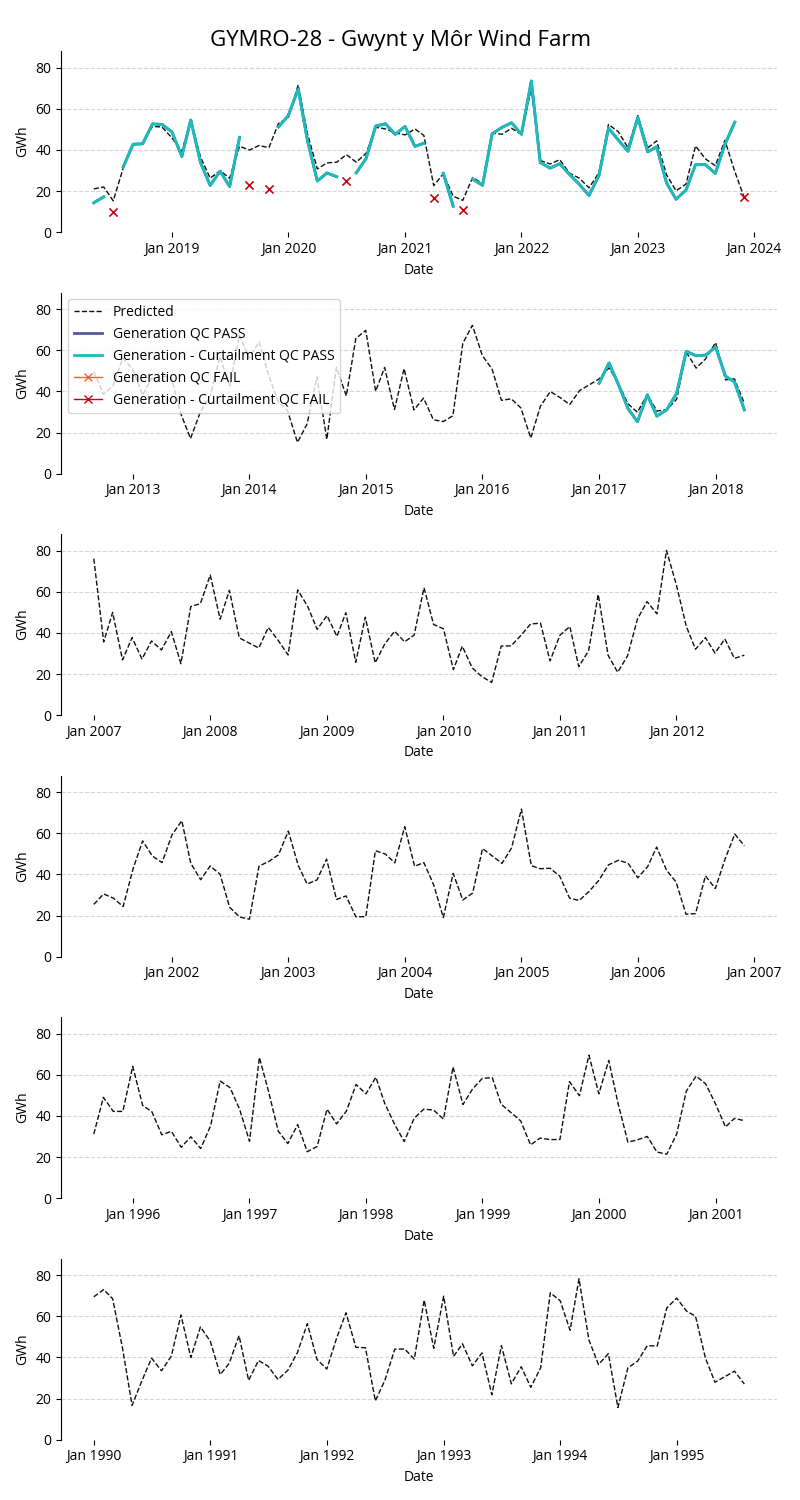 GYMRO-28 - Gwynt y Môr Wind Farm
80
60
40
20
0
GWh
Jan 2019 Jan 2020 Jan 2021 Jan 2022 Jan 2023 Jan 2024
Date
80
60
40
20
0
GWh
Predicted
Generation QC PASS
Generation - Curtailment QC PASS
Generation QC FAIL
Generation - Curtailment QC FAIL
Jan 2013 Jan 2014 Jan 2015 Jan 2016 Jan 2017 Jan 2018
Date
80
60
40
20
0
GWh
Jan 2007 Jan 2008 Jan 2009 Jan 2010 Jan 2011 Jan 2012
Date
80
60
40
20
0
GWh
Jan 2002 Jan 2003 Jan 2004 Jan 2005 Jan 2006 Jan 2007
Date
80
60
40
20
0
GWh
Jan 1996 Jan 1997 Jan 1998 Jan 1999 Jan 2000 Jan 2001
Date
80
60
40
20
0
GWh
Jan 1990 Jan 1991 Jan 1992 Jan 1993 Jan 1994 Jan 1995
Date